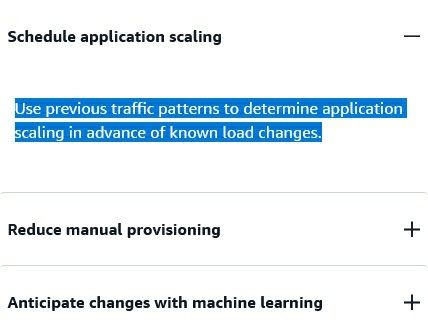 Schedule application scaling
Use previous traffic patterns to determine application
scaling in advance of known load changes.
Reduce manual provisioning
Anticipate changes with machine learning